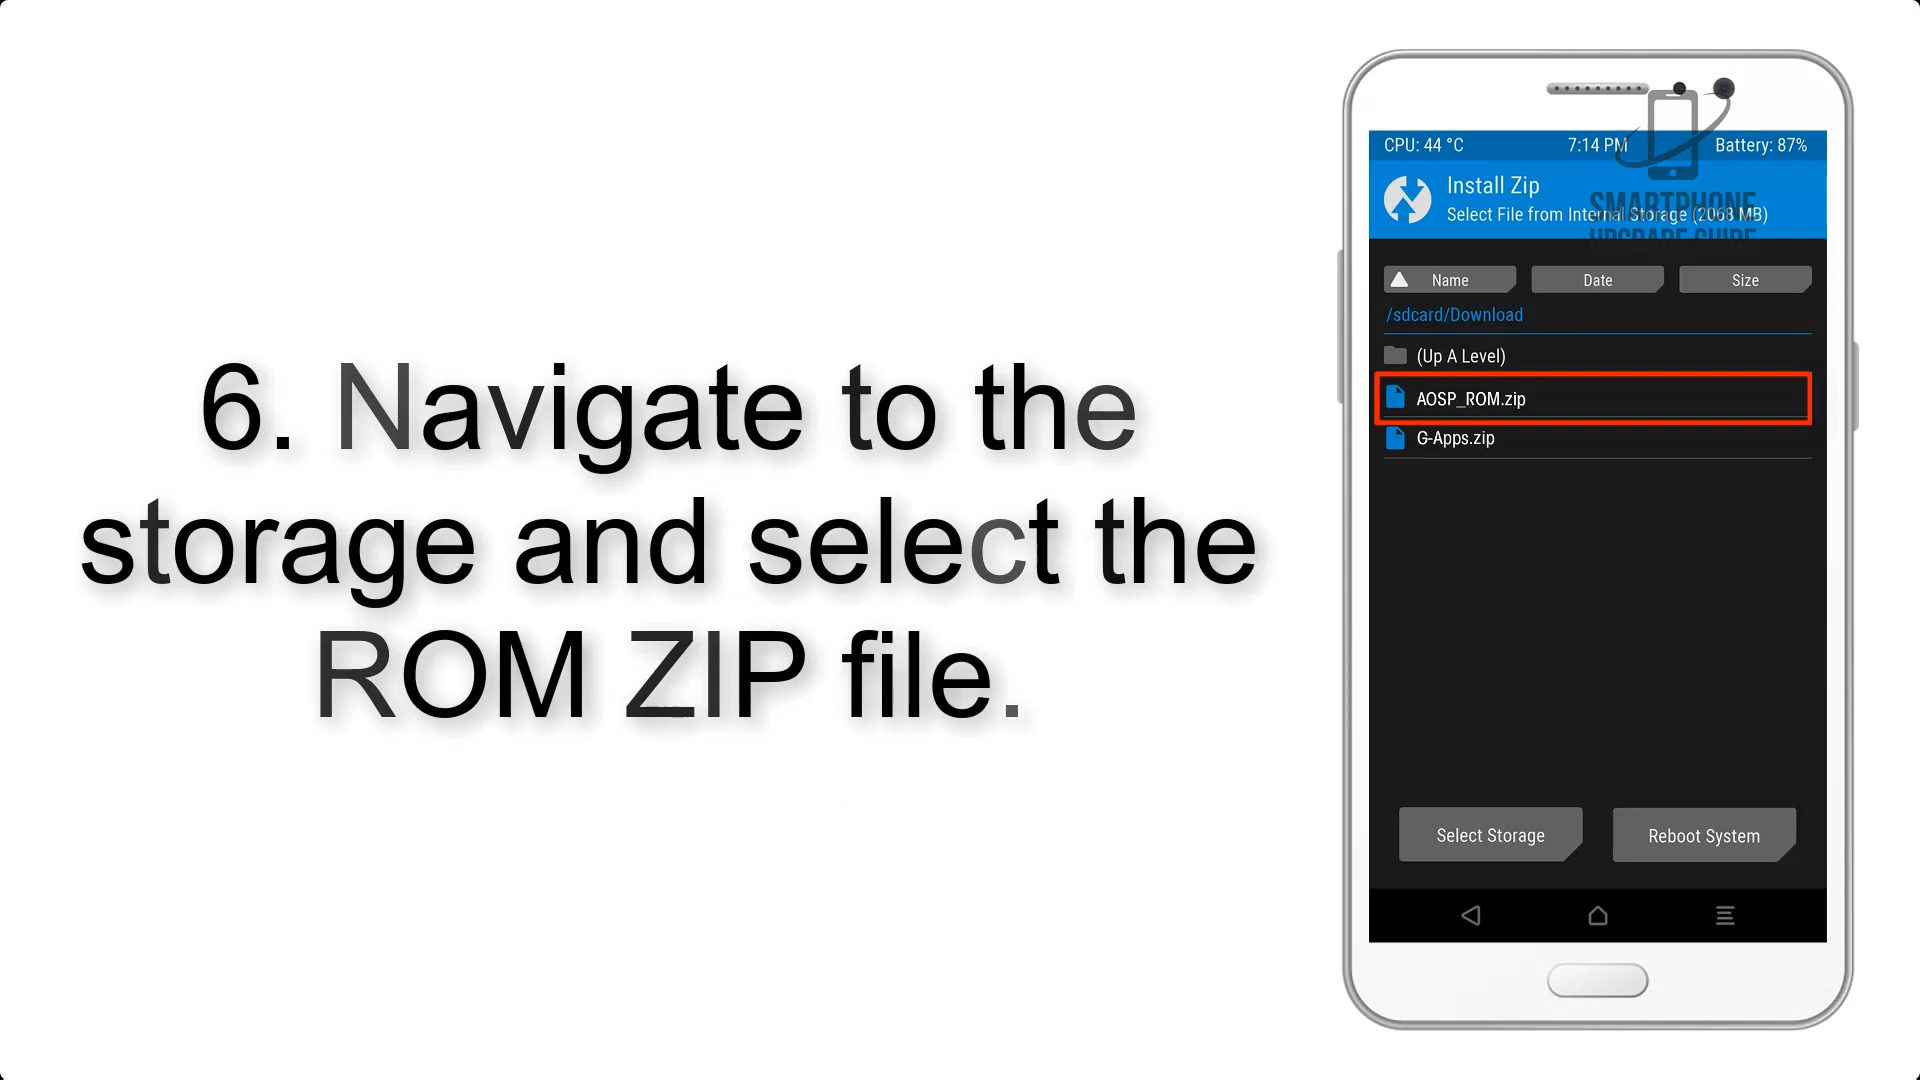 6. Navigate to the
storage and select the
ROM ZIP file.
CPU: 44 °C 7:14 PM Battery: 87%
Install Zip
Select File from Internal Storage (2068 MB)
SMARTPHONE
UPGRADE GUIDE
Name Date Size
/sdcard/Download
(Up A Level)
AOSP_ROM.zip
G-Apps.zip
Select Storage Reboot System